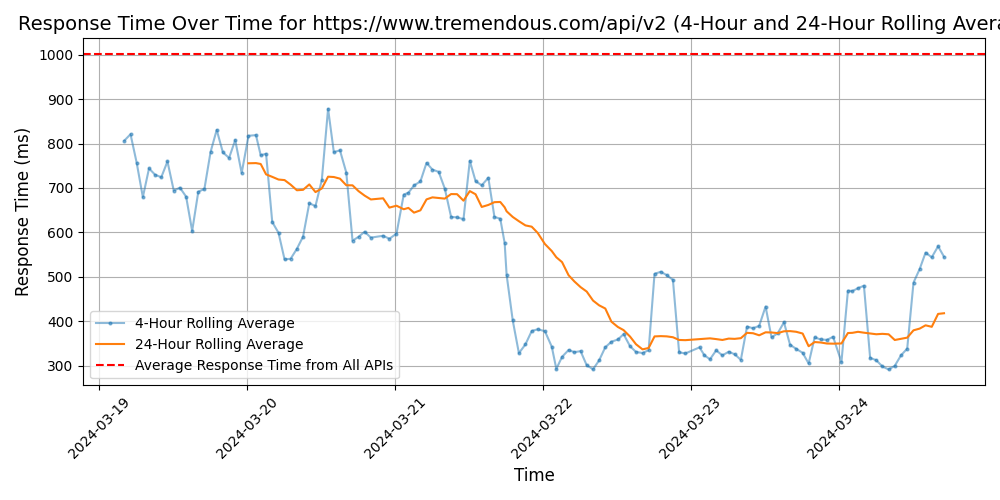 Response Time Over Time for https://www.tremendous.com/api/v2 (4-Hour and 24-Hour Rolling Avera
Response Time (ms)
1000
900
800
700
600
500
400
300
4-Hour Rolling Average
24-Hour Rolling Average
Average Response Time from All APIs
2024-03-19
2024-03-20
2024-03-21
2024-03-22
2024-03-23
2024-03-24
Time